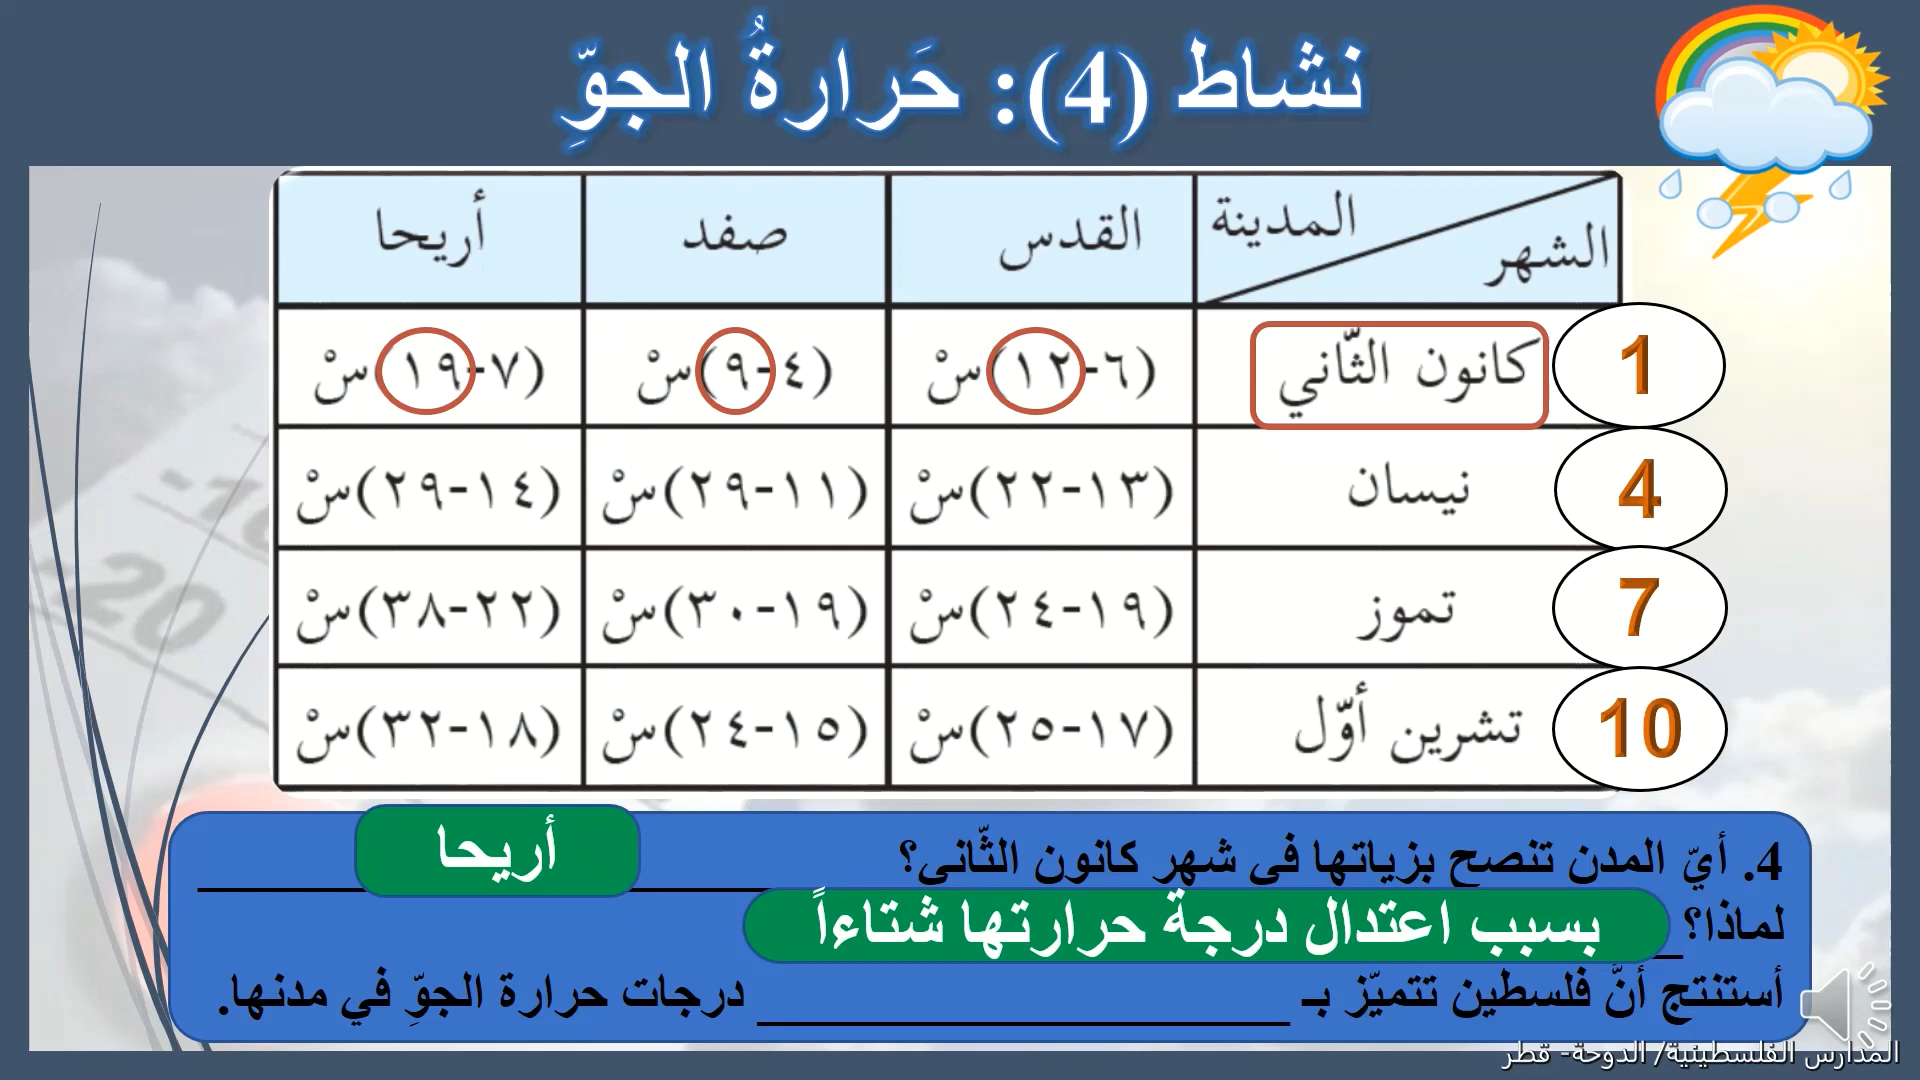 نشاط (4): حَرارةُ الجوِّ
المدينة
الشهر
القدس
صفد
أريحا
1
كانون الثّاني
(٦-١٢)سْ
(٤-٩)سْ
(٧-١٩)سْ
4
نيسان
(١٣-٢٢)سْ
(١١-٢٩)سْ
(١٤-٢٩)سْ
7
تموز
(١٩-٢٤)سْ
(١٩-٣٠)سْ
(٢٢-٣٨)سْ
10
تشرين أوّل
(١٧-٢٥)سْ
(١٥-٢٤)سْ
(١٨-٣٢)سْ
4. أيّ المدن تنصح بزياتها في شهر كانون الثّاني؟ أريحا
لماذا؟ بسبب اعتدال درجة حرارتها شتاءاً
أستنتج أنَّ فلسطين تتميّز بـ ____________ درجات حرارة الجوِّ في مدنها.
المدارس الفلسطينية/ الدوحة- قطر
-20